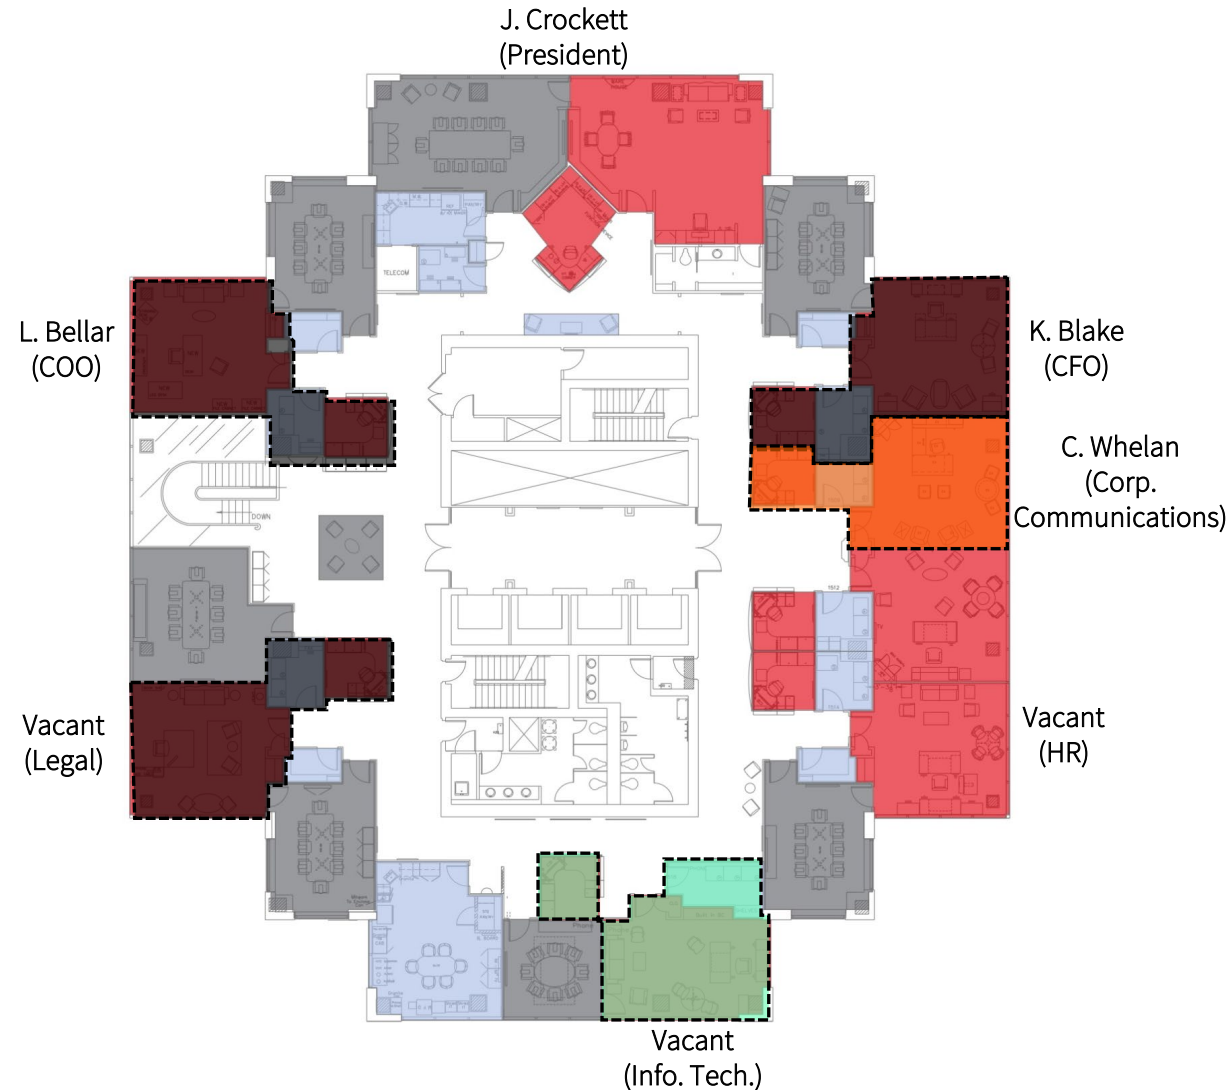 J. Crockett
(President)
TELECOM
L. Bellar
(COO)
K. Blake
(CFO)
C. Whelan
(Corp.
Communications)
DOWN
Vacant
(Legal)
Vacant
(HR)
Vacant
(Info. Tech.)